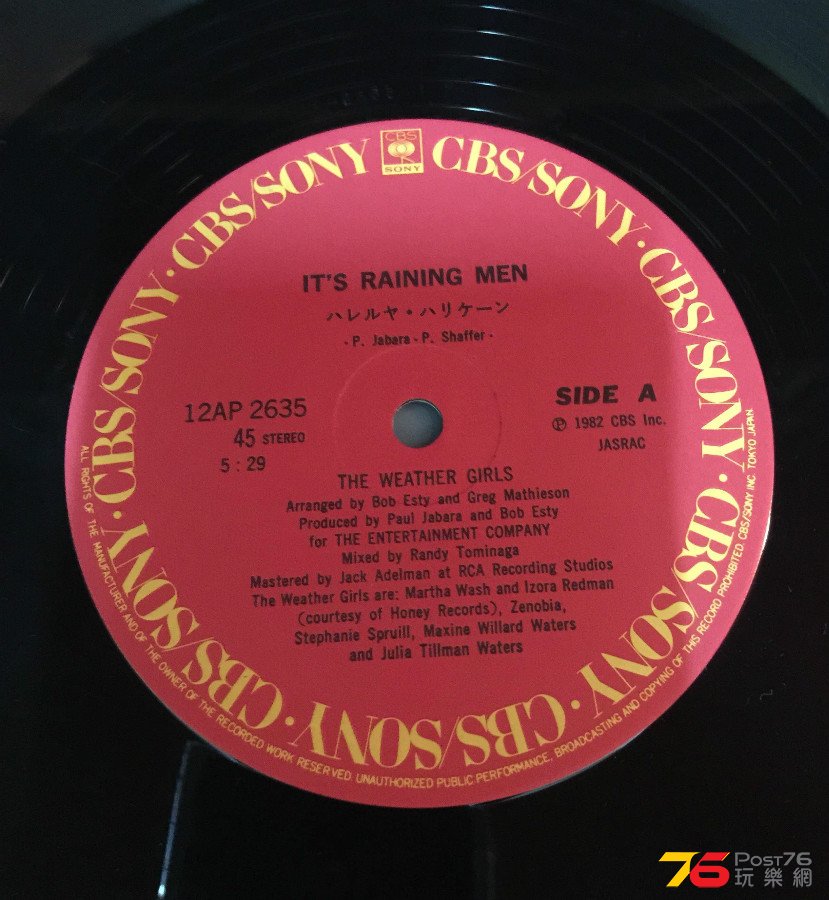 CBS
SONY
CBS/SONY · CBS/SONY · CBS/SONY · CBS/SONY · CBS/SONY · CBS/SONY · CBS/SONY · CBS/SONY · CBS/SONY
IT'S RAINING MEN
ハレルヤ・ハリケーン
- P. Jabara - P. Shaffer -
12AP 2635
45 STEREO
5 : 29
SIDE A
Ⓟ 1982 CBS Inc.
JASRAC
THE WEATHER GIRLS
Arranged by Bob Esty and Greg Mathieson
Produced by Paul Jabara and Bob Esty
for THE ENTERTAINMENT COMPANY
Mixed by Randy Tominaga
Mastered by Jack Adelman at RCA Recording Studios
The Weather Girls are: Martha Wash and Izora Redman
(courtesy of Honey Records), Zenobia,
Stephanie Spruill, Maxine Willard Waters
and Julia Tillman Waters
ALL RIGHTS OF THE MANUFACTURER AND OF THE OWNER OF THE RECORDED WORK RESERVED. UNAUTHORIZED PUBLIC PERFORMANCE, BROADCASTING AND COPYING OF THIS RECORD PROHIBITED CBS/SONY INC. TOKYO JAPAN.
76 POST76
玩樂網